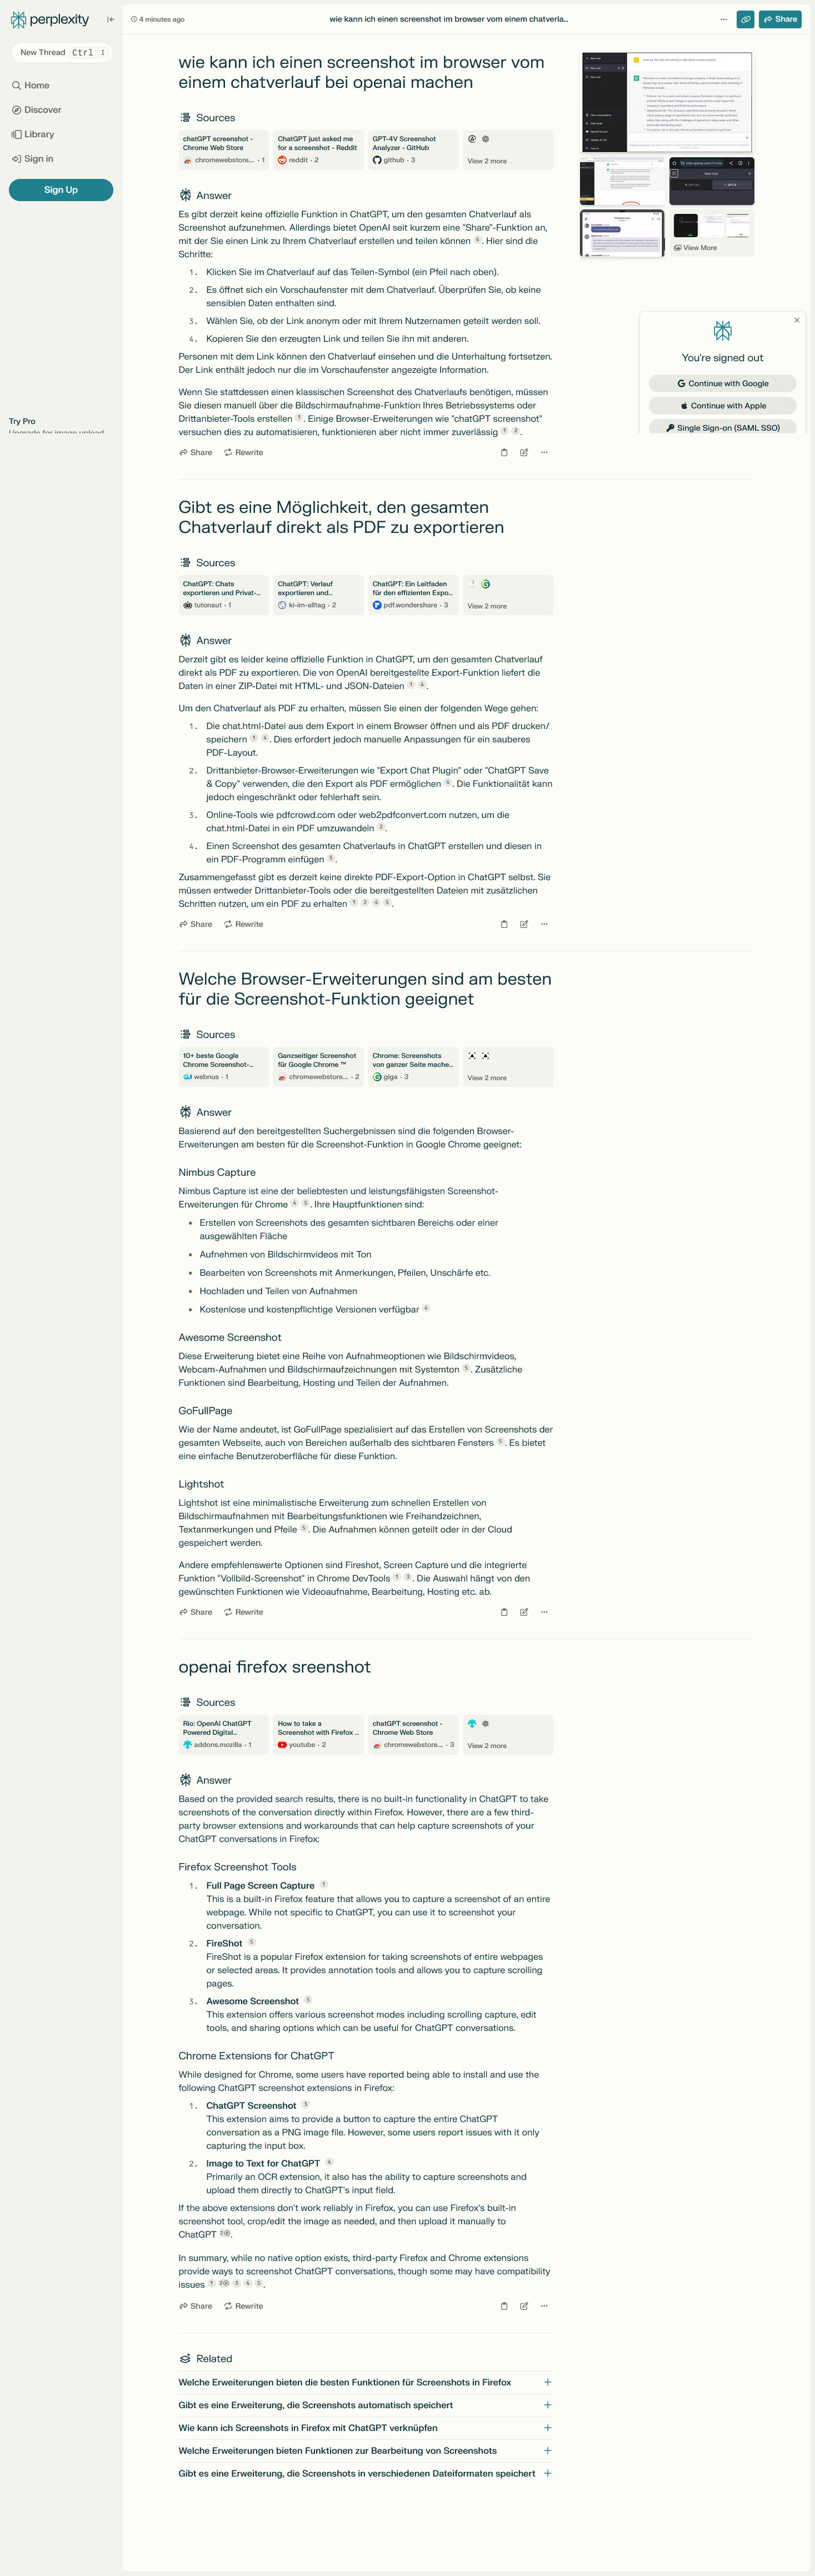 perplexity
New Thread Ctrl I
Home
Discover
Library
Sign in
Sign Up
Try Pro
4 minutes ago
wie kann ich einen screenshot im browser vom einem chatverla...
Share
wie kann ich einen screenshot im browser vom
einem chatverlauf bei openai machen
Sources
chatGPT screenshot -
Chrome Web Store
chromewebstore... · 1
ChatGPT just asked me
for a screenshot - Reddit
reddit · 2
GPT-4V Screenshot
Analyzer - GitHub
github · 3
View 2 more
View More
You're signed out
Continue with Google
Continue with Apple
Single Sign-on (SAML SSO)
Answer
Es gibt derzeit keine offizielle Funktion in ChatGPT, um den gesamten Chatverlauf als
Screenshot aufzunehmen. Allerdings bietet OpenAI seit kurzem eine "Share"-Funktion an,
mit der Sie einen Link zu Ihrem Chatverlauf erstellen und teilen können 4. Hier sind die
Schritte:
1. Klicken Sie im Chatverlauf auf das Teilen-Symbol (ein Pfeil nach oben).
2. Es öffnet sich ein Vorschaufenster mit dem Chatverlauf. Überprüfen Sie, ob keine
sensiblen Daten enthalten sind.
3. Wählen Sie, ob der Link anonym oder mit Ihrem Nutzernamen geteilt werden soll.
4. Kopieren Sie den erzeugten Link und teilen Sie ihn mit anderen.
Personen mit dem Link können den Chatverlauf einsehen und die Unterhaltung fortsetzen.
Der Link enthält jedoch nur die im Vorschaufenster angezeigte Information.
Wenn Sie stattdessen einen klassischen Screenshot des Chatverlaufs benötigen, müssen
Sie diesen manuell über die Bildschirmaufnahme-Funktion Ihres Betriebssystems oder
Drittanbieter-Tools erstellen 1. Einige Browser-Erweiterungen wie "chatGPT screenshot"
versuchen dies zu automatisieren, funktionieren aber nicht immer zuverlässig 1 2.
Share Rewrite
Gibt es eine Möglichkeit, den gesamten
Chatverlauf direkt als PDF zu exportieren
Sources
ChatGPT: Chats
exportieren und Privat-...
tutonaut · 1
ChatGPT: Verlauf
exportieren und...
ki-im-alltag · 2
ChatGPT: Ein Leitfaden
für den effizienten Expo...
pdf.wondershare · 3
View 2 more
Answer
Derzeit gibt es leider keine offizielle Funktion in ChatGPT, um den gesamten Chatverlauf
direkt als PDF zu exportieren. Die von OpenAI bereitgestellte Export-Funktion liefert die
Daten in einer ZIP-Datei mit HTML- und JSON-Dateien 1 4.
Um den Chatverlauf als PDF zu erhalten, müssen Sie einen der folgenden Wege gehen:
1. Die chat.html-Datei aus dem Export in einem Browser öffnen und als PDF drucken/
speichern 1 4. Dies erfordert jedoch manuelle Anpassungen für ein sauberes
PDF-Layout.
2. Drittanbieter-Browser-Erweiterungen wie "Export Chat Plugin" oder "ChatGPT Save
& Copy" verwenden, die den Export als PDF ermöglichen 4. Die Funktionalität kann
jedoch eingeschränkt oder fehlerhaft sein.
3. Online-Tools wie pdfcrowd.com oder web2pdfconvert.com nutzen, um die
chat.html-Datei in ein PDF umzuwandeln 2.
4. Einen Screenshot des gesamten Chatverlaufs in ChatGPT erstellen und diesen in
ein PDF-Programm einfügen 5.
Zusammengefasst gibt es derzeit keine direkte PDF-Export-Option in ChatGPT selbst. Sie
müssen entweder Drittanbieter-Tools oder die bereitgestellten Dateien mit zusätzlichen
Schritten nutzen, um ein PDF zu erhalten 1 2 4 5.
Share Rewrite
Welche Browser-Erweiterungen sind am besten
für die Screenshot-Funktion geeignet
Sources
10+ beste Google
Chrome Screenshot-...
webnus · 1
Ganzseitiger Screenshot
für Google Chrome ™
chromewebstore... · 2
Chrome: Screenshots
von ganzer Seite mache...
giga · 3
View 2 more
Answer
Basierend auf den bereitgestellten Suchergebnissen sind die folgenden Browser-
Erweiterungen am besten für die Screenshot-Funktion in Google Chrome geeignet:
Nimbus Capture
Nimbus Capture ist eine der beliebtesten und leistungsfähigsten Screenshot-
Erweiterungen für Chrome 4 5. Ihre Hauptfunktionen sind:
• Erstellen von Screenshots des gesamten sichtbaren Bereichs oder einer
ausgewählten Fläche
• Aufnehmen von Bildschirmvideos mit Ton
• Bearbeiten von Screenshots mit Anmerkungen, Pfeilen, Unschärfe etc.
• Hochladen und Teilen von Aufnahmen
• Kostenlose und kostenpflichtige Versionen verfügbar 4
Awesome Screenshot
Diese Erweiterung bietet eine Reihe von Aufnahmeoptionen wie Bildschirmvideos,
Webcam-Aufnahmen und Bildschirmaufzeichnungen mit Systemton 5. Zusätzliche
Funktionen sind Bearbeitung, Hosting und Teilen der Aufnahmen.
GoFullPage
Wie der Name andeutet, ist GoFullPage spezialisiert auf das Erstellen von Screenshots der
gesamten Webseite, auch von Bereichen außerhalb des sichtbaren Fensters 5. Es bietet
eine einfache Benutzeroberfläche für diese Funktion.
Lightshot
Lightshot ist eine minimalistische Erweiterung zum schnellen Erstellen von
Bildschirmaufnahmen mit Bearbeitungsfunktionen wie Freihandzeichnen,
Textanmerkungen und Pfeile 5. Die Aufnahmen können geteilt oder in der Cloud
gespeichert werden.
Andere empfehlenswerte Optionen sind Fireshot, Screen Capture und die integrierte
Funktion "Vollbild-Screenshot" in Chrome DevTools 1 3. Die Auswahl hängt von den
gewünschten Funktionen wie Videoaufnahme, Bearbeitung, Hosting etc. ab.
Share Rewrite
openai firefox sreenshot
Sources
Rio: OpenAI ChatGPT
Powered Digital...
addons.mozilla · 1
How to take a
Screenshot with Firefox ...
youtube · 2
chatGPT screenshot -
Chrome Web Store
chromewebstore... · 3
View 2 more
Answer
Based on the provided search results, there is no built-in functionality in ChatGPT to take
screenshots of the conversation directly within Firefox. However, there are a few third-
party browser extensions and workarounds that can help capture screenshots of your
ChatGPT conversations in Firefox:
Firefox Screenshot Tools
1. Full Page Screen Capture 1
This is a built-in Firefox feature that allows you to capture a screenshot of an entire
webpage. While not specific to ChatGPT, you can use it to screenshot your
conversation.
2. FireShot 5
FireShot is a popular Firefox extension for taking screenshots of entire webpages
or selected areas. It provides annotation tools and allows you to capture scrolling
pages.
3. Awesome Screenshot 5
This extension offers various screenshot modes including scrolling capture, edit
tools, and sharing options which can be useful for ChatGPT conversations.
Chrome Extensions for ChatGPT
While designed for Chrome, some users have reported being able to install and use the
following ChatGPT screenshot extensions in Firefox:
1. ChatGPT Screenshot 3
This extension aims to provide a button to capture the entire ChatGPT
conversation as a PNG image file. However, some users report issues with it only
capturing the input box.
2. Image to Text for ChatGPT 4
Primarily an OCR extension, it also has the ability to capture screenshots and
upload them directly to ChatGPT's input field.
If the above extensions don't work reliably in Firefox, you can use Firefox's built-in
screenshot tool, crop/edit the image as needed, and then upload it manually to
ChatGPT 2.
In summary, while no native option exists, third-party Firefox and Chrome extensions
provide ways to screenshot ChatGPT conversations, though some may have compatibility
issues 1 2 3 4 5.
Share Rewrite
Related
Welche Erweiterungen bieten die besten Funktionen für Screenshots in Firefox
Gibt es eine Erweiterung, die Screenshots automatisch speichert
Wie kann ich Screenshots in Firefox mit ChatGPT verknüpfen
Welche Erweiterungen bieten Funktionen zur Bearbeitung von Screenshots
Gibt es eine Erweiterung, die Screenshots in verschiedenen Dateiformaten speichert